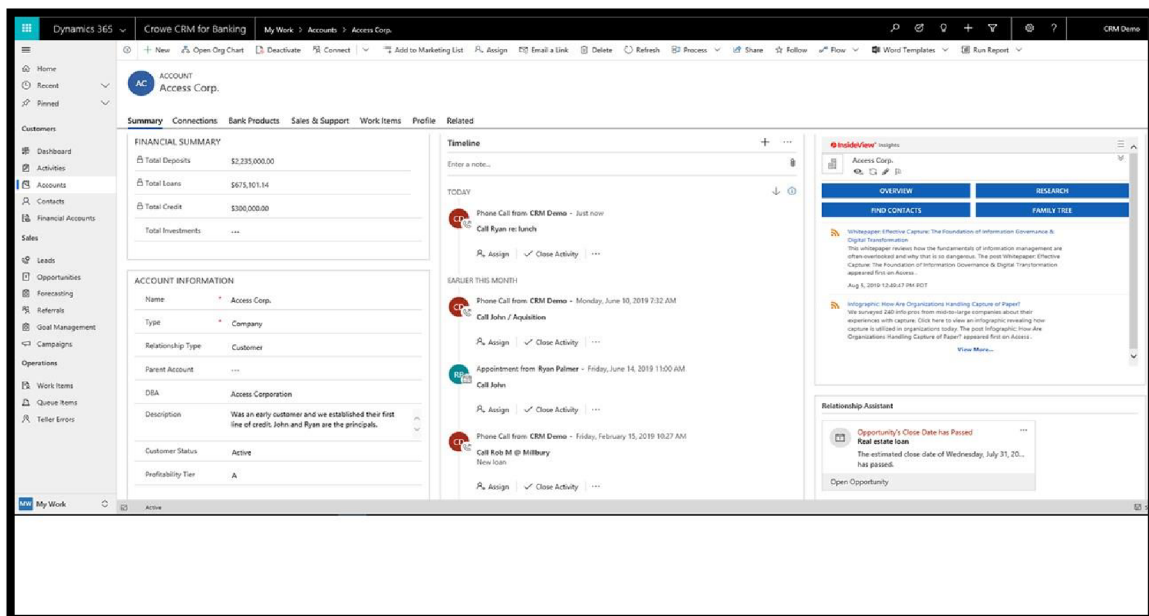 Dynamics 365
Crowe CRM for Banking
My Work > Accounts > Access Corp.
CRM Demo
New
Open Org Chart
Deactivate
Connect
Add to Marketing List
Assign
Email a Link
Delete
Refresh
Process
Share
Follow
Flow
Word Templates
Run Report
Home
Recent
Pinned
Customers
Dashboard
Activities
Accounts
Contacts
Financial Accounts
Sales
Leads
Opportunities
Forecasting
Referrals
Goal Management
Campaigns
Operations
Work Items
Queue Items
Teller Errors
MW My Work
AC
ACCOUNT
Access Corp.
Summary Connections Bank Products Sales & Support Work Items Profile Related
FINANCIAL SUMMARY
Total Deposits $2,235,000.00
Total Loans $675,101.14
Total Credit $300,000.00
Total Investments ---
ACCOUNT INFORMATION
Name * Access Corp.
Type * Company
Relationship Type Customer
Parent Account ---
DBA Access Corporation
Description Was an early customer and we established their first
line of credit. John and Ryan are the principals.
Customer Status Active
Profitability Tier A
Active
Timeline
Enter a note...
TODAY
Phone Call from CRM Demo - Just now
Call Ryan re: lunch
Assign Close Activity
EARLIER THIS MONTH
Phone Call from CRM Demo - Monday, June 10, 2019 7:32 AM
Call John / Aquisition
Assign Close Activity
Appointment from Ryan Palmer - Friday, June 14, 2019 11:00 AM
Call John
Assign Close Activity
Phone Call from CRM Demo - Friday, February 15, 2019 10:27 AM
Call Rob M @ Millbury
New loan
Assign Close Activity
InsideView Insights
Access Corp.
OVERVIEW
RESEARCH
FIND CONTACTS
FAMILY TREE
Whitepaper: Effective Capture: The Foundation of Information Governance &
Digital Transformation
This whitepaper reviews how the fundamentals of information management are
often overlooked and why that is so dangerous. The post Whitepaper: Effective
Capture: The Foundation of Information Governance & Digital Transformation
appeared first on Access..
Aug 5, 2019 12:40:47 PM PDT
Infographic: How Are Organizations Handling Capture of Paper?
We surveyed 240 info-pros from mid-to-large companies about their
experiences with capture. Click here to view an infographic revealing how
capture is utilized in organizations today. The post Infographic: How Are
Organizations Handling Capture of Paper? appeared first on Access..
View More...
Relationship Assistant
Opportunity's Close Date has Passed
Real estate loan
The estimated close date of Wednesday, July 31, 20...
has passed.
Open Opportunity